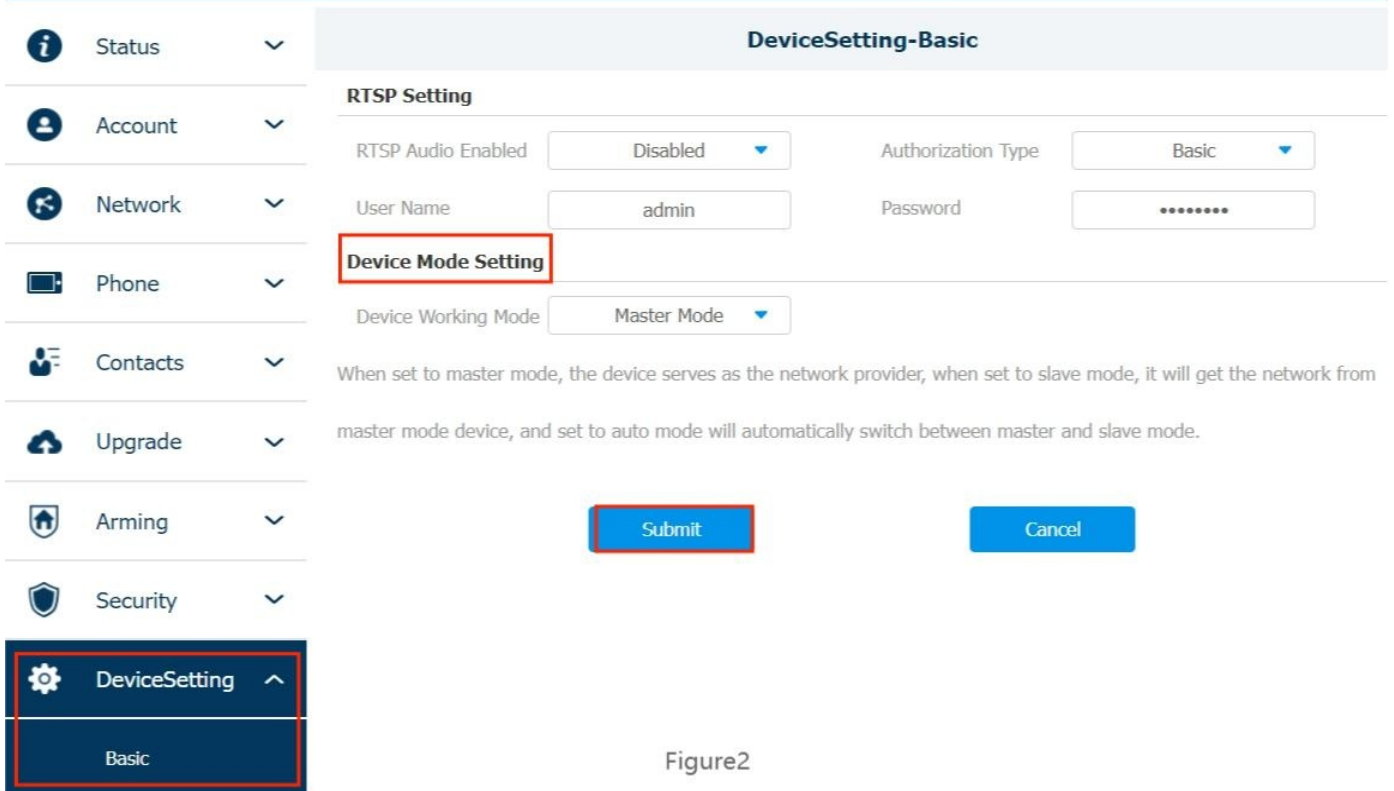 Status
Account
Network
Phone
Contacts
Upgrade
Arming
Security
DeviceSetting
Basic
DeviceSetting-Basic
RTSP Setting
RTSP Audio Enabled Disabled Authorization Type Basic
User Name admin Password ••••••••
Device Mode Setting
Device Working Mode Master Mode
When set to master mode, the device serves as the network provider, when set to slave mode, it will get the network from
master mode device, and set to auto mode will automatically switch between master and slave mode.
Submit Cancel
Figure2